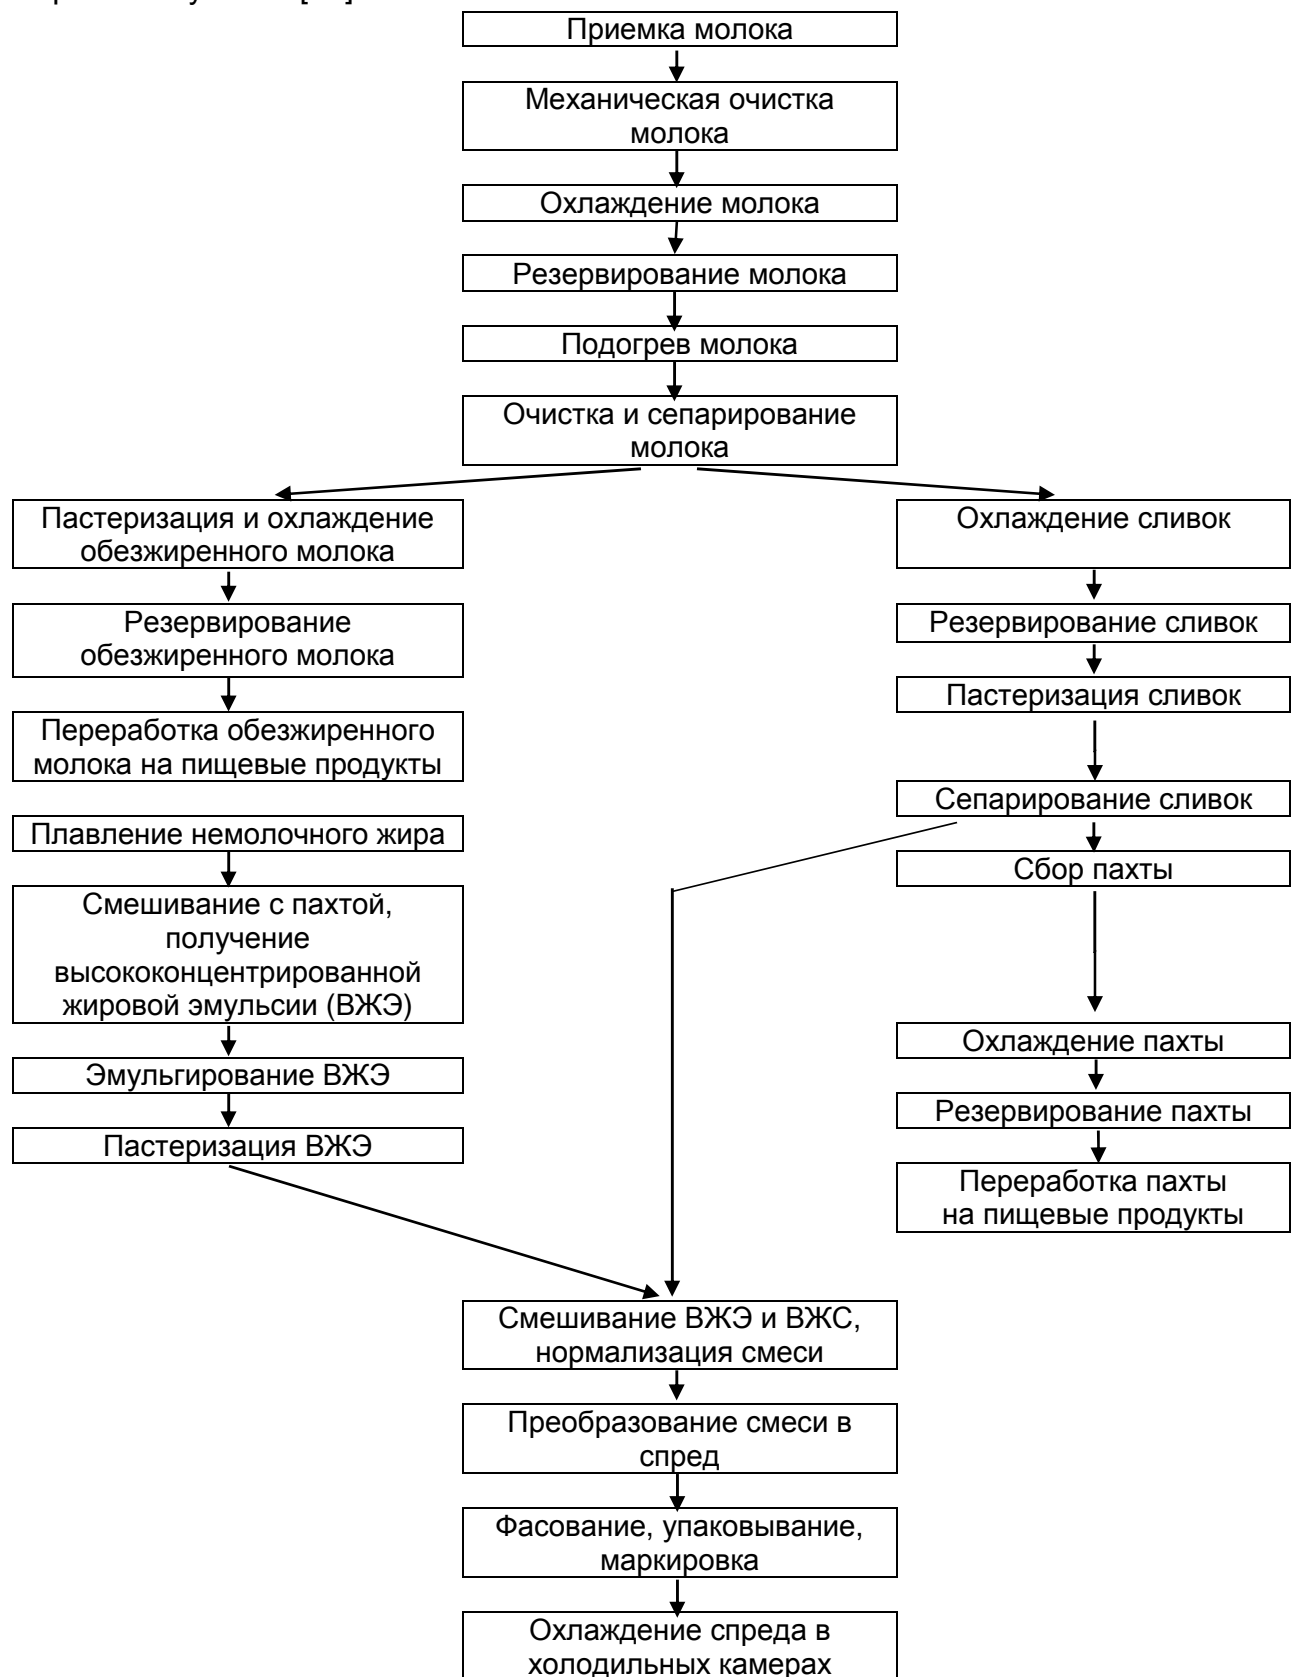 Приемка молока
Механическая очистка
молока
Охлаждение молока
Резервирование молока
Подогрев молока
Очистка и сепарирование
молока
Пастеризация и охлаждение
обезжиренного молока
Резервирование
обезжиренного молока
Переработка обезжиренного
молока на пищевые продукты
Охлаждение сливок
Резервирование сливок
Пастеризация сливок
Сепарирование сливок
Сбор пахты
Охлаждение пахты
Резервирование пахты
Переработка пахты
на пищевые продукты
Плавление немолочного жира
Смешивание с пахтой,
получение
высококонцентрированной
жировой эмульсии (ВЖЭ)
Эмульгирование ВЖЭ
Пастеризация ВЖЭ
Смешивание ВЖЭ и ВЖС,
нормализация смеси
Преобразование смеси в
спред
Фасование, упаковывание,
маркировка
Охлаждение спреда в
холодильных камерах